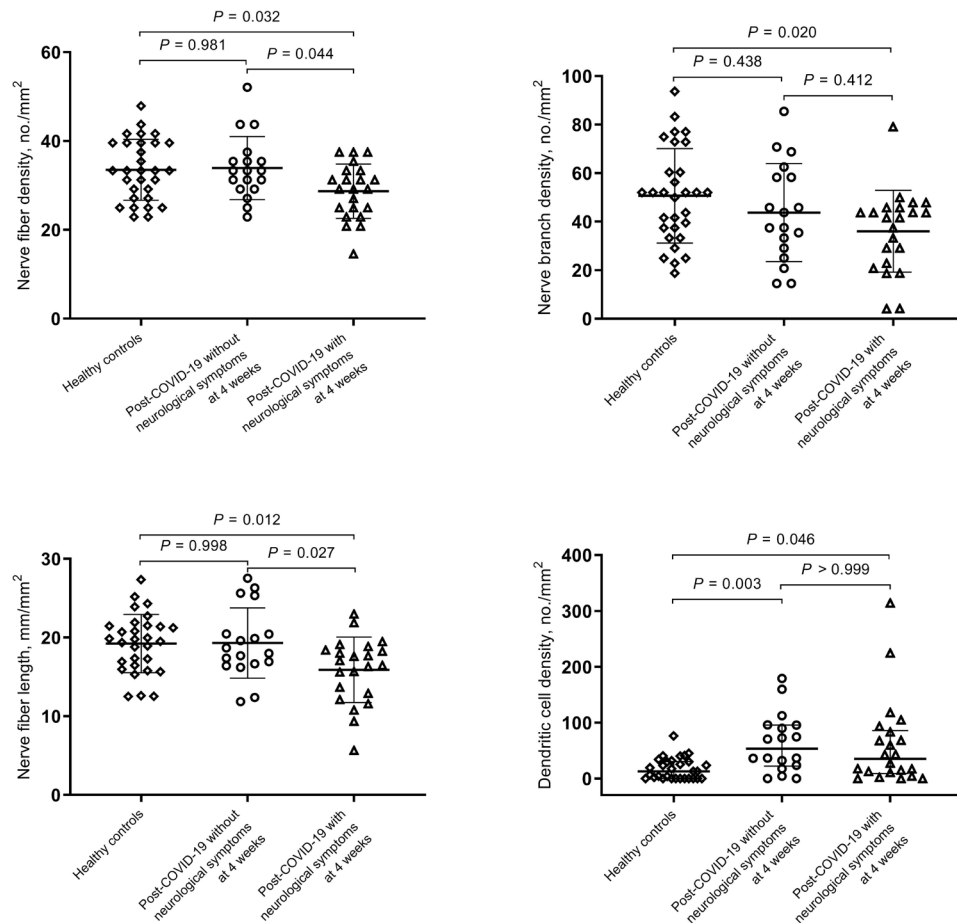 P = 0.032
P = 0.981
P = 0.044
60
40
20
0
Nerve fiber density, no./mm²
Healthy controls
Post-COVID-19 without
neurological symptoms
at 4 weeks
Post-COVID-19 with
neurological symptoms
at 4 weeks
P = 0.020
P = 0.438
P = 0.412
100
80
60
40
20
0
Nerve branch density, no./mm²
Healthy controls
Post-COVID-19 without
neurological symptoms
at 4 weeks
Post-COVID-19 with
neurological symptoms
at 4 weeks
P = 0.012
P = 0.998
P = 0.027
30
20
10
0
Nerve fiber length, mm/mm²
Healthy controls
Post-COVID-19 without
neurological symptoms
at 4 weeks
Post-COVID-19 with
neurological symptoms
at 4 weeks
P = 0.046
P > 0.999
P = 0.003
400
300
200
100
0
Dendritic cell density, no./mm²
Healthy controls
Post-COVID-19 without
neurological symptoms
at 4 weeks
Post-COVID-19 with
neurological symptoms
at 4 weeks